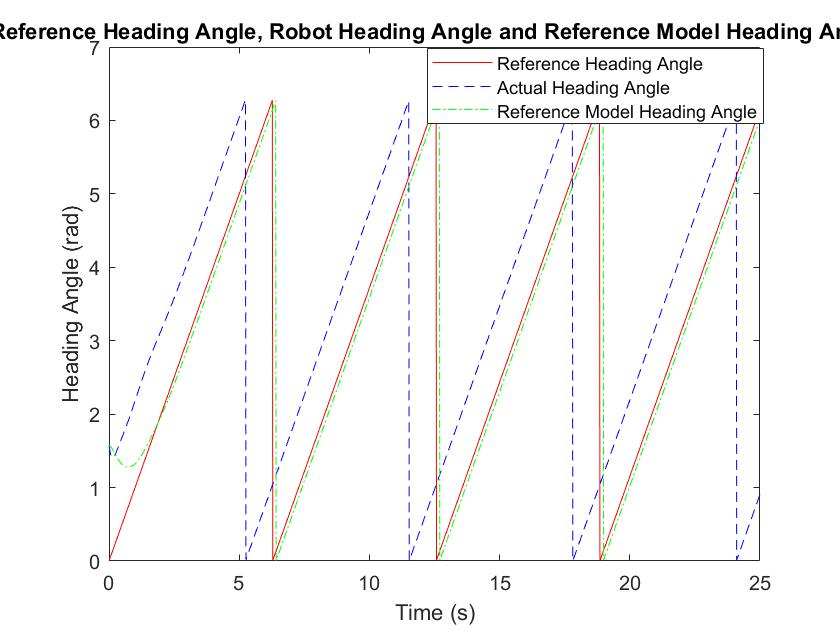 Reference Heading Angle, Robot Heading Angle and Reference Model Heading An
Reference Heading Angle
Actual Heading Angle
Reference Model Heading Angle
7
6
5
4
3
2
1
0
Heading Angle (rad)
0 5 10 15 20 25
Time (s)